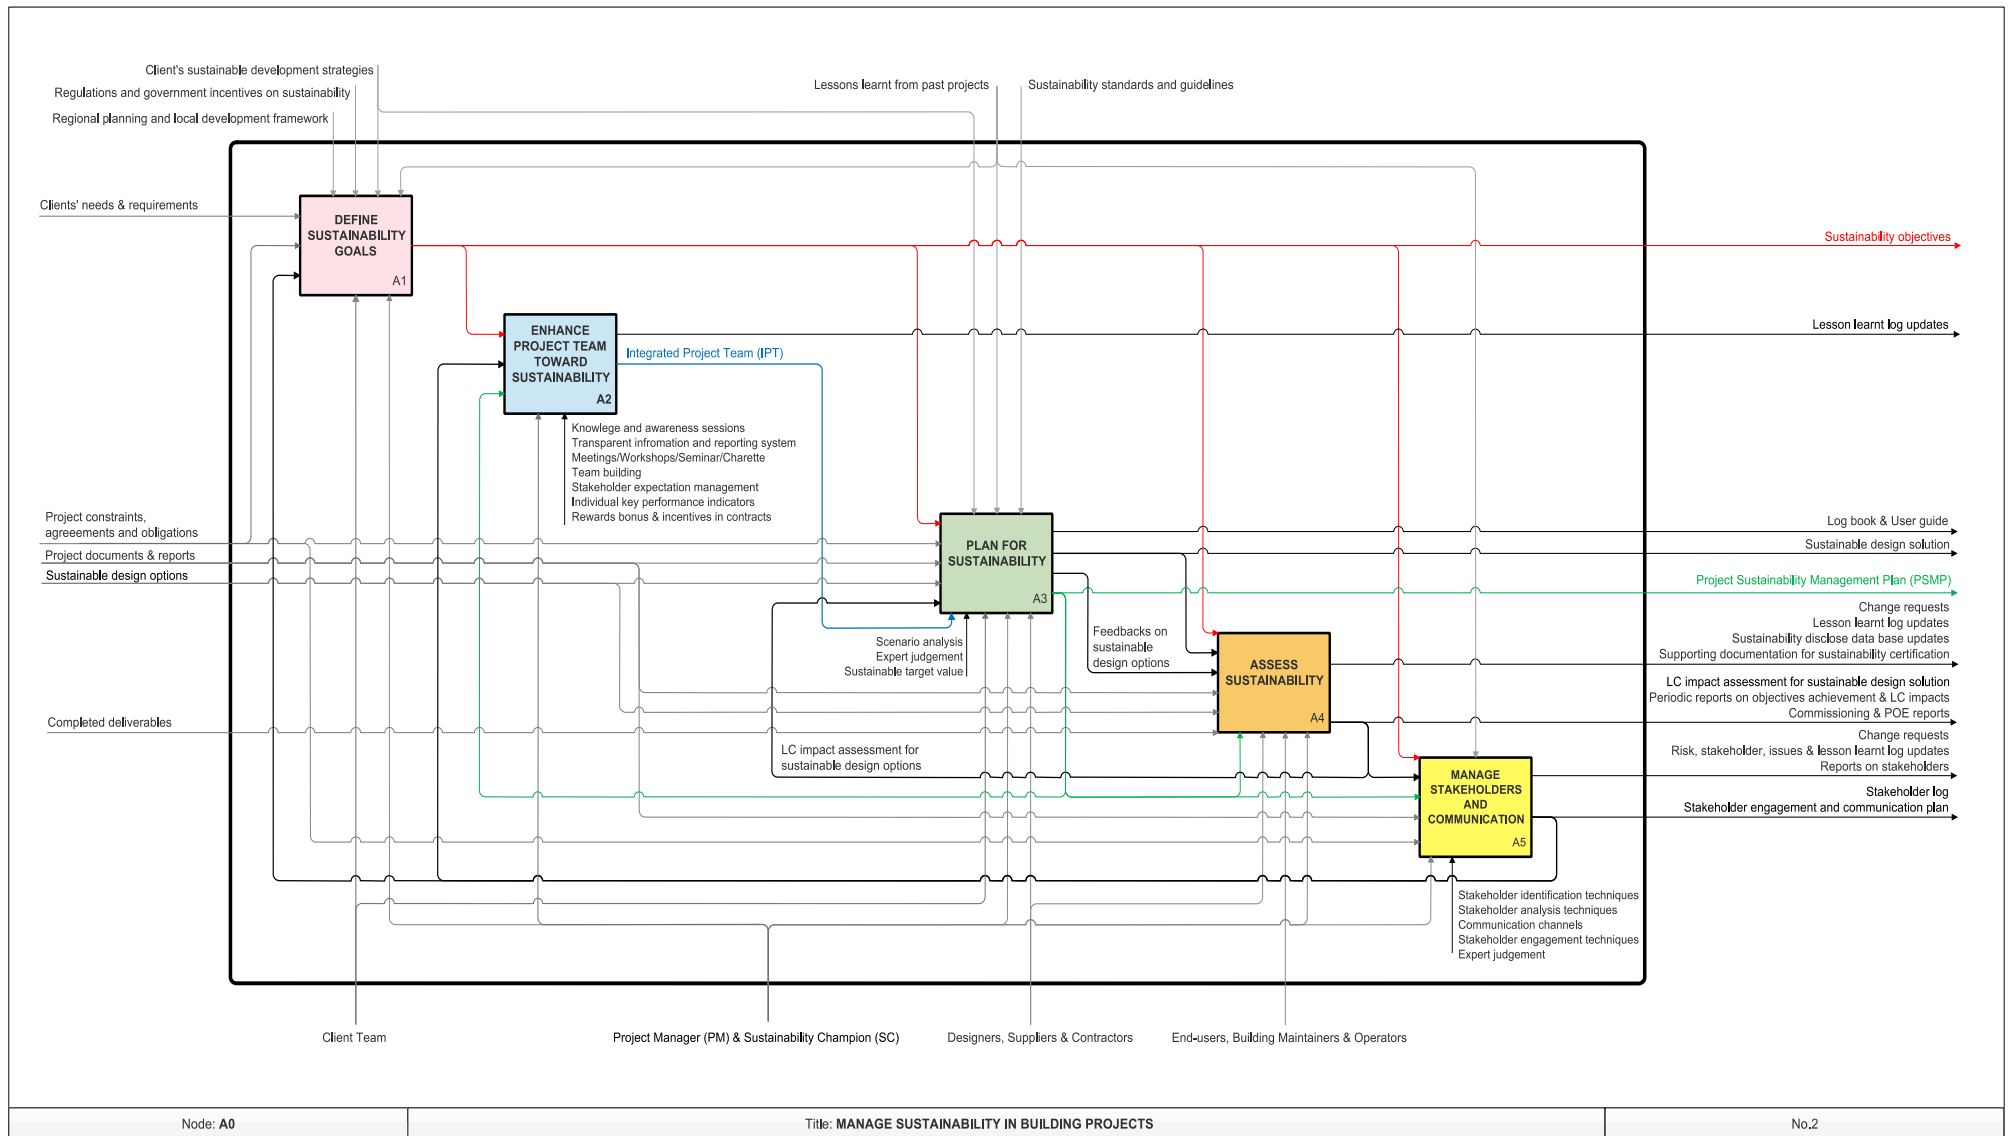 Client's sustainable development strategies
Regulations and government incentives on sustainability
Regional planning and local development framework
Lessons learnt from past projects
Sustainability standards and guidelines
Clients' needs & requirements
DEFINE
SUSTAINABILITY
GOALS
A1
Sustainability objectives
ENHANCE
PROJECT TEAM
TOWARD
SUSTAINABILITY
A2
Lesson learnt log updates
Integrated Project Team (IPT)
Knowlege and awareness sessions
Transparent infromation and reporting system
Meetings/Workshops/Seminar/Charette
Team building
Stakeholder expectation management
Individual key performance indicators
Rewards bonus & incentives in contracts
Project constraints,
agreeements and obligations
Project documents & reports
Sustainable design options
PLAN FOR
SUSTAINABILITY
A3
Log book & User guide
Sustainable design solution
Project Sustainability Management Plan (PSMP)
Scenario analysis
Expert judgement
Sustainable target value
Feedbacks on
sustainable
design options
ASSESS
SUSTAINABILITY
A4
Change requests
Lesson learnt log updates
Sustainability disclose data base updates
Supporting documentation for sustainability certification
LC impact assessment for sustainable design solution
Periodic reports on objectives achievement & LC impacts
Commissioning & POE reports
Completed deliverables
LC impact assessment for
sustainable design options
MANAGE
STAKEHOLDERS
AND
COMMUNICATION
A5
Change requests
Risk, stakeholder, issues & lesson learnt log updates
Reports on stakeholders
Stakeholder log
Stakeholder engagement and communication plan
Stakeholder identification techniques
Stakeholder analysis techniques
Communication channels
Stakeholder engagement techniques
Expert judgement
Client Team
Project Manager (PM) & Sustainability Champion (SC)
Designers, Suppliers & Contractors
End-users, Building Maintainers & Operators
Node: A0
Title: MANAGE SUSTAINABILITY IN BUILDING PROJECTS
No.2